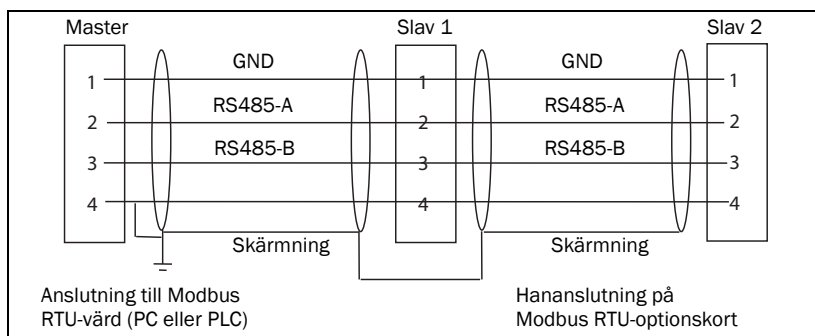 Master Slav 1 Slav 2
GND GND
1 1 1
RS485-A RS485-A
2 2 2
RS485-B RS485-B
3 3 3
4 4 4
Skärmning Skärmning
Anslutning till Modbus
RTU-värd (PC eller PLC)
Hananslutning på
Modbus RTU-optionskort